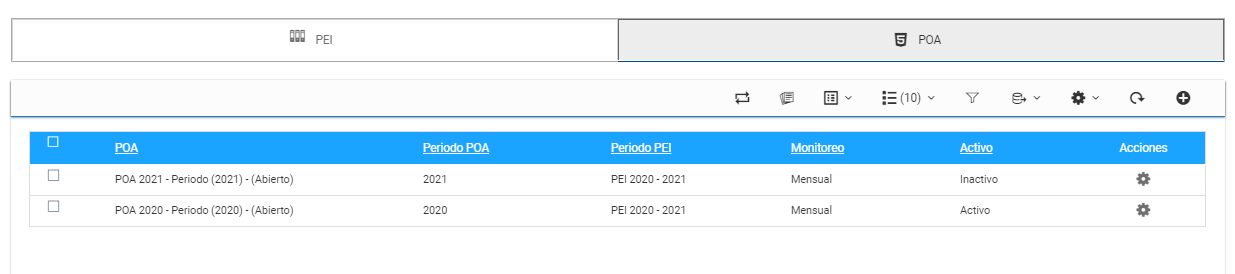 PEI POA
(10)
POA Periodo POA Periodo PEI Monitoreo Activo Acciones
POA 2021 - Periodo (2021) - (Abierto) 2021 PEI 2020 - 2021 Mensual Inactivo
POA 2020 - Periodo (2020) - (Abierto) 2020 PEI 2020 - 2021 Mensual Activo